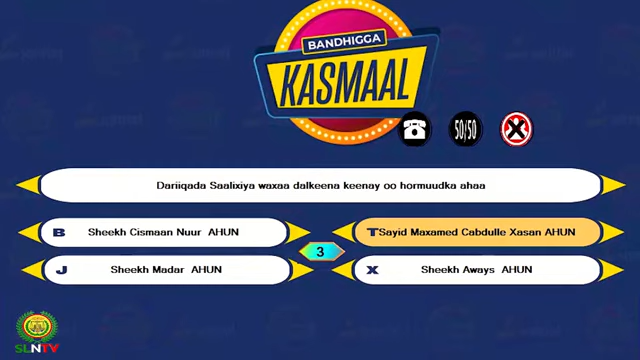 BANDHIGGA
KASMAAL
50/50
Dariiqada Saalixiya waxaa dalkeena keenay oo hormuudka ahaa
B Sheekh Cismaan Nuur AHUN
T Sayid Maxamed Cabdulle Xasan AHUN
3
J Sheekh Madar AHUN
X Sheekh Aways AHUN
SLNTV